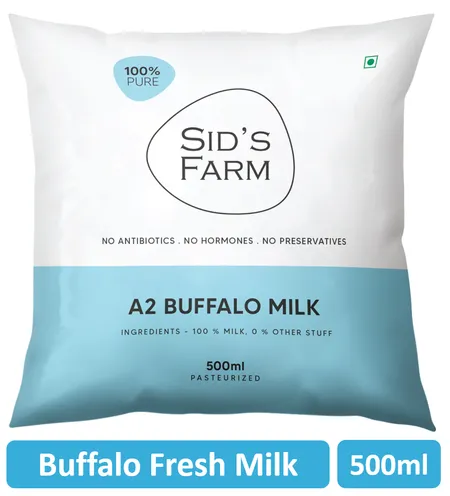 100%
PURE
SID'S
FARM
NO ANTIBIOTICS . NO HORMONES . NO PRESERVATIVES
A2 BUFFALO MILK
INGREDIENTS - 100 % MILK, 0 % OTHER STUFF
500ml
PASTEURIZED
Buffalo Fresh Milk
500ml